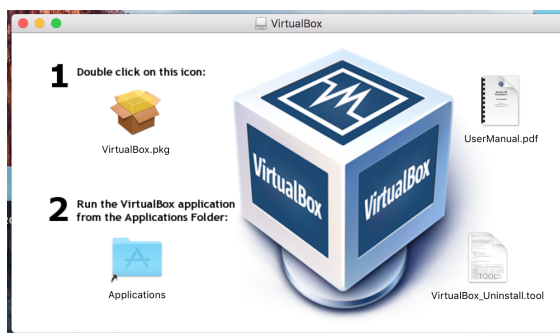 VirtualBox
1 Double click on this icon:
VirtualBox.pkg
2 Run the VirtualBox application
from the Applications Folder:
Applications
VirtualBox
VirtualBox
UserManual.pdf
TOOL
VirtualBox_Uninstall.tool